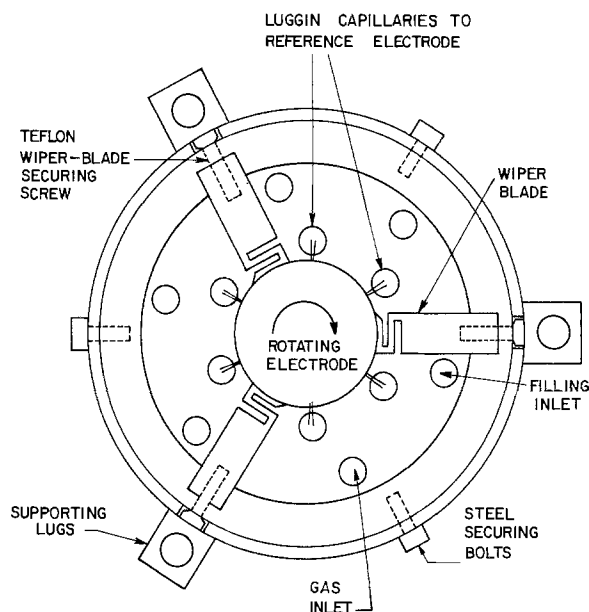 LUGGIN CAPILLARIES TO
REFERENCE ELECTRODE
TEFLON
WIPER-BLADE
SECURING
SCREW
WIPER
BLADE
ROTATING
ELECTRODE
FILLING
INLET
SUPPORTING
LUGS
GAS
INLET
STEEL
SECURING
BOLTS